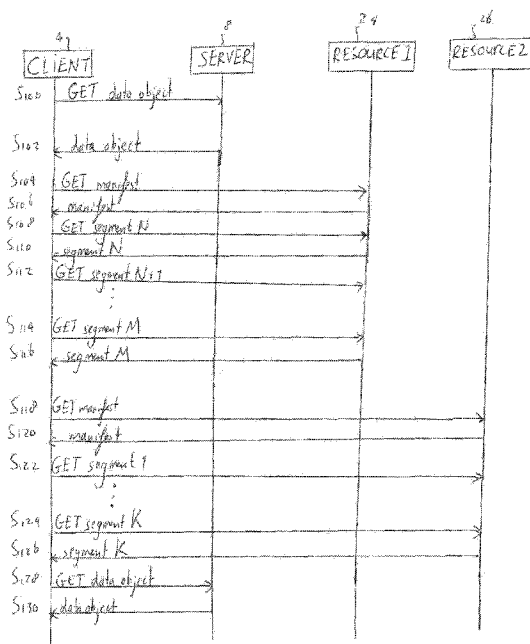 4 8 24 26
CLIENT SERVER RESOURCE 1 RESOURCE 2
S100 GET data object
S102 data object
S104 GET manifest
S106 manifest
S108 GET segment N
S110 segment N
S112 GET segment N+1
S114 GET segment M
S116 segment M
S118 GET manifest
S120 manifest
S122 GET segment 1
S124 GET segment K
S126 segment K
S128 GET data object
S130 data object